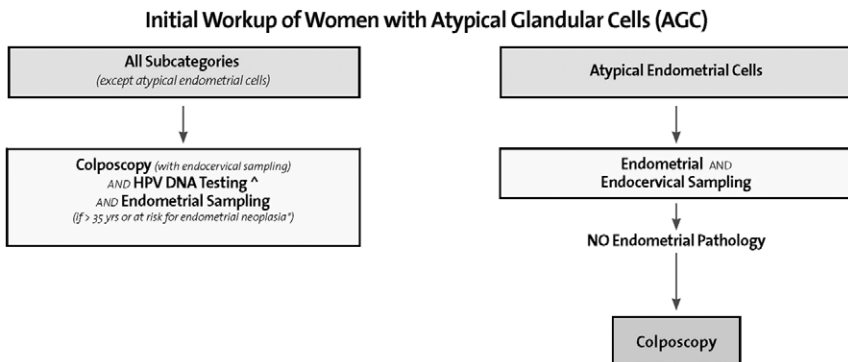 Initial Workup of Women with Atypical Glandular Cells (AGC)
All Subcategories
(except atypical endometrial cells)
Colposcopy (with endocervical sampling)
AND HPV DNA Testing ^
AND Endometrial Sampling
(if > 35 yrs or at risk for endometrial neoplasia*)
Atypical Endometrial Cells
Endometrial AND
Endocervical Sampling
NO Endometrial Pathology
Colposcopy